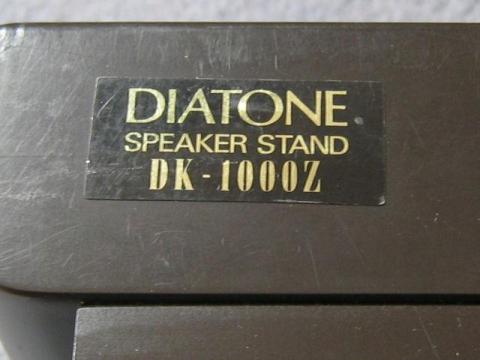 DIATONE
SPEAKER STAND
DK-1000Z